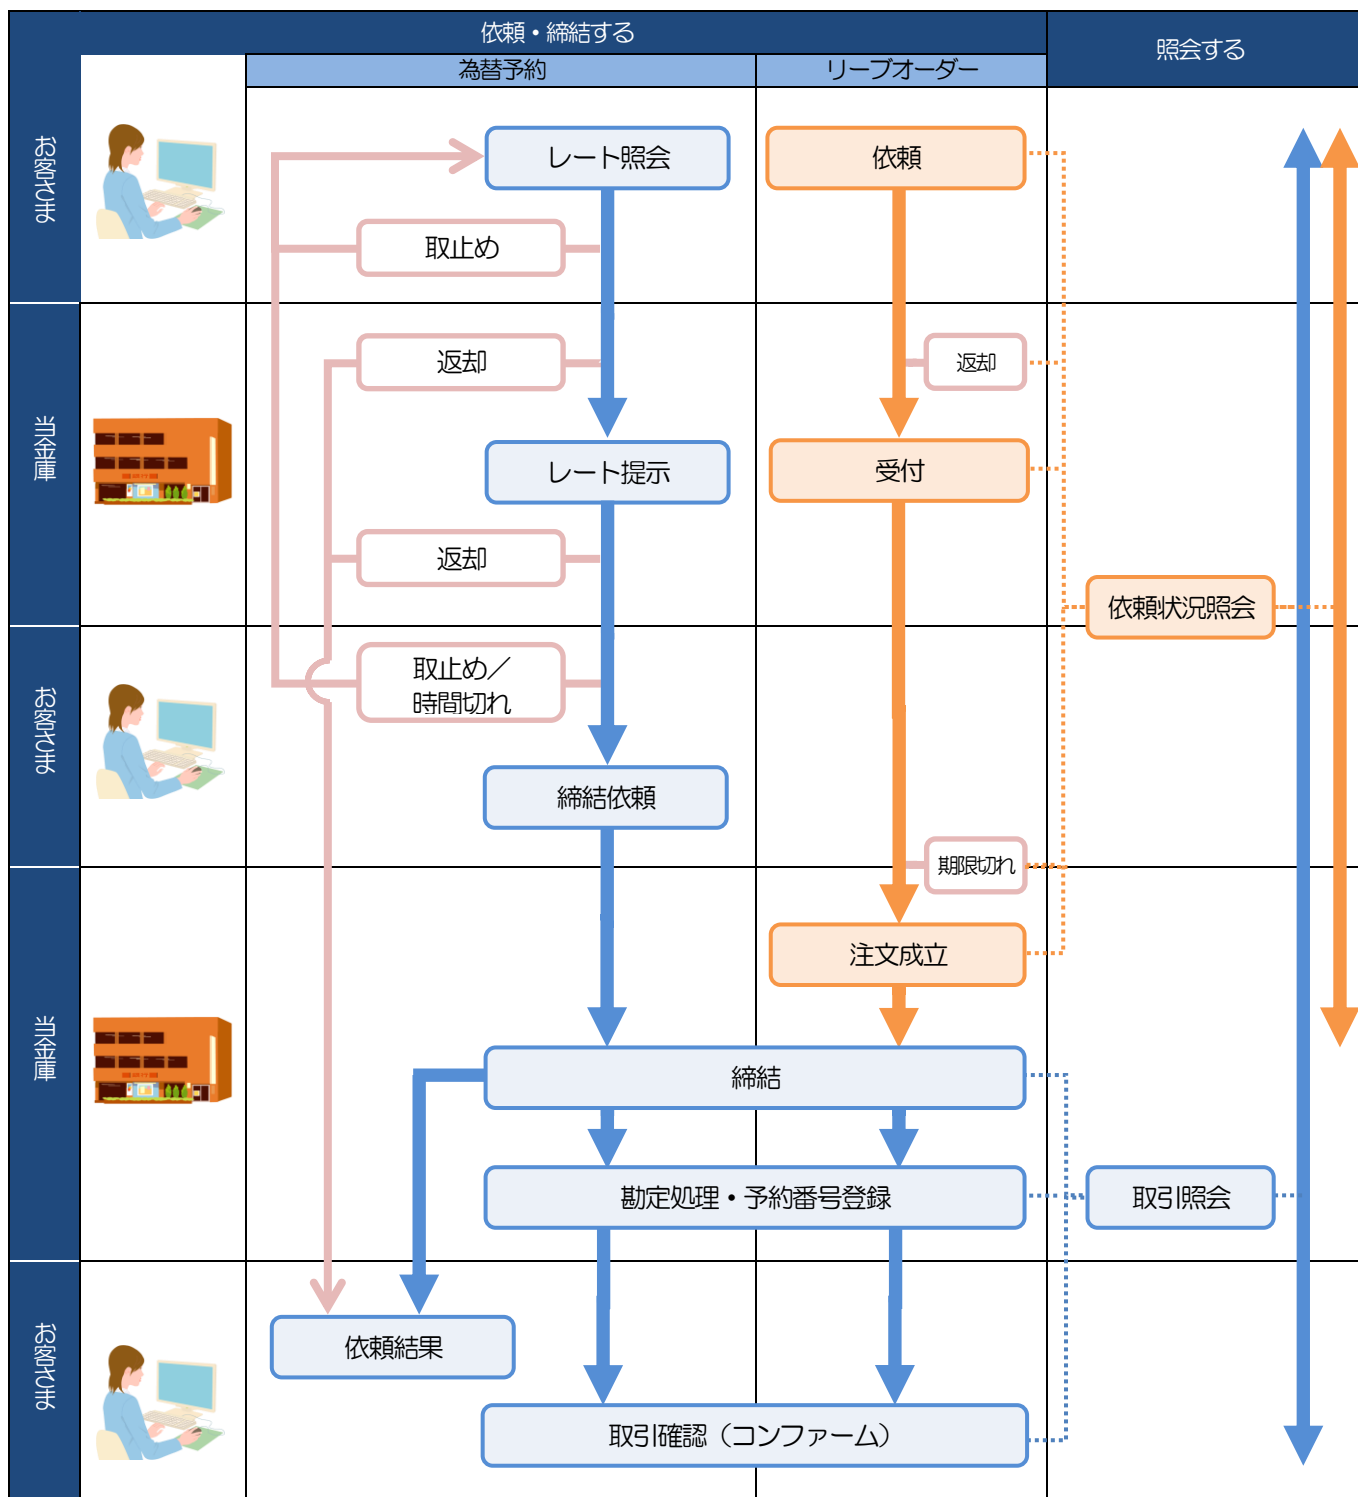 依頼・締結する
照会する
為替予約
リーブオーダー
お客さま
レート照会
依頼
取止め
当金庫
返却
返却
レート提示
受付
返却
依頼状況照会
お客さま
取止め／
時間切れ
締結依頼
期限切れ
注文成立
当金庫
締結
勘定処理・予約番号登録
取引照会
お客さま
依頼結果
取引確認（コンファーム）